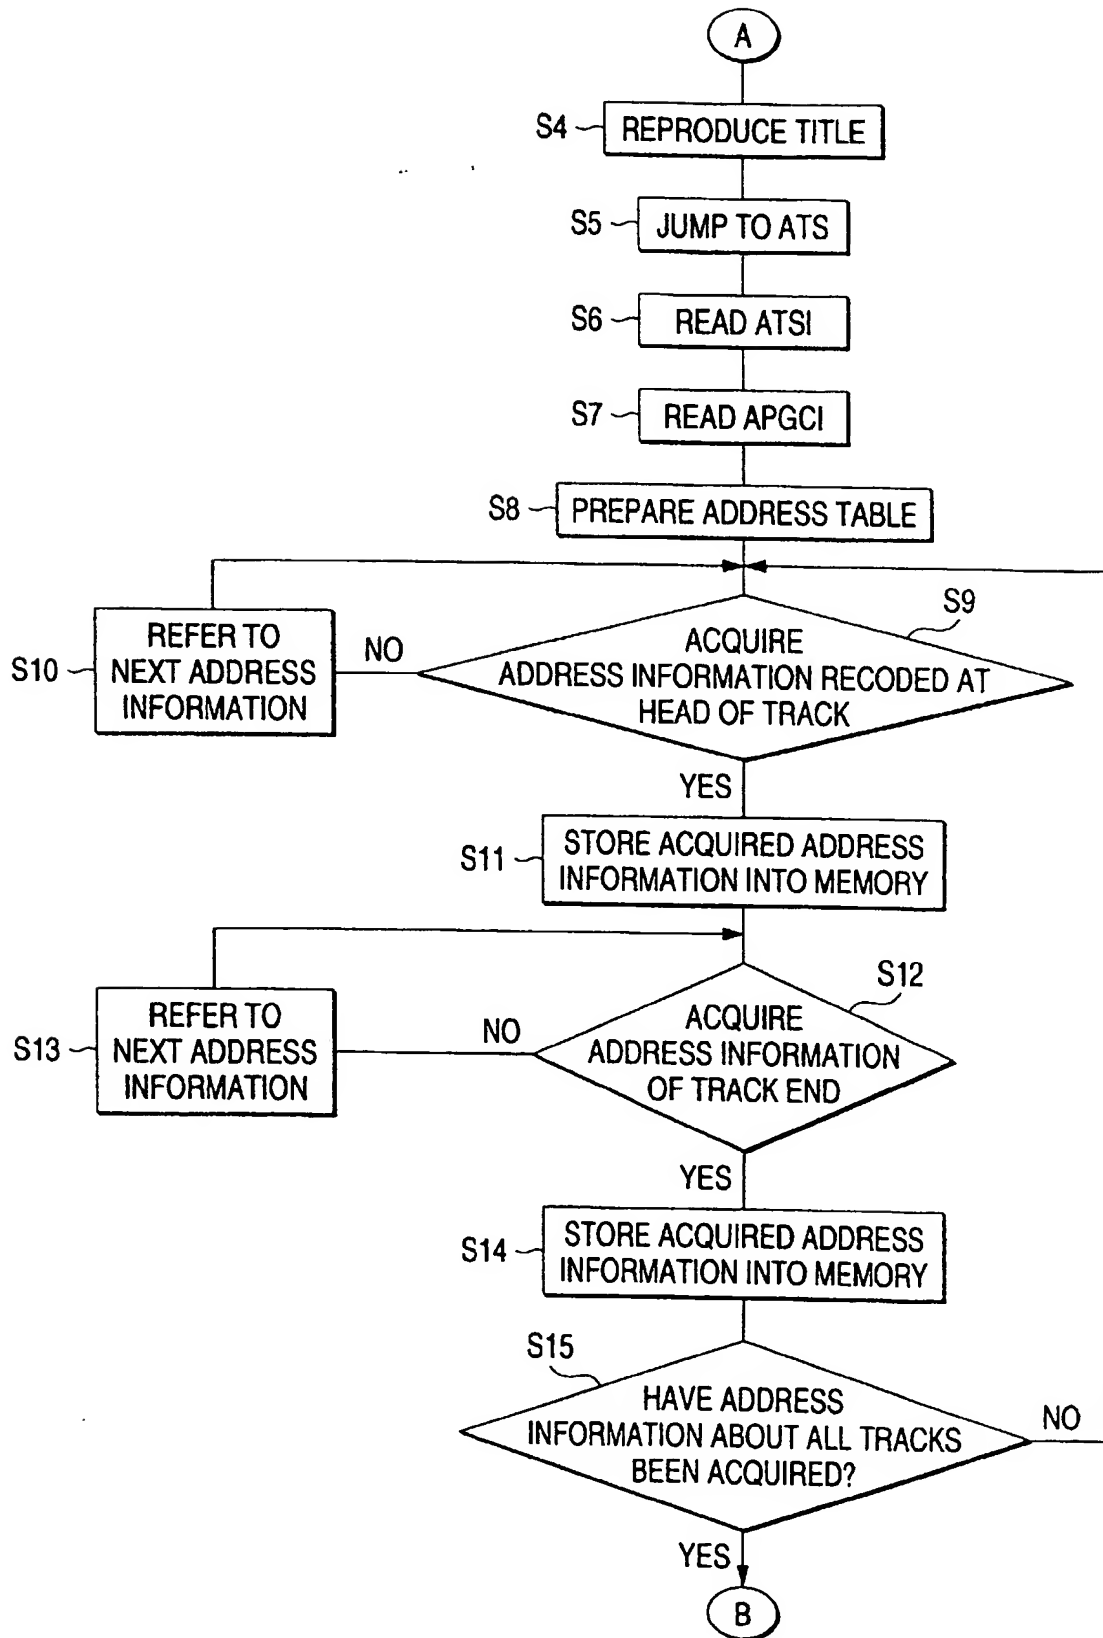 A
S4
REPRODUCE TITLE
S5
JUMP TO ATS
S6
READ ATSI
S7
READ APGCI
S8
PREPARE ADDRESS TABLE
S9
ACQUIRE
ADDRESS INFORMATION RECODED AT
HEAD OF TRACK
NO
S10
REFER TO
NEXT ADDRESS
INFORMATION
YES
S11
STORE ACQUIRED ADDRESS
INFORMATION INTO MEMORY
S12
ACQUIRE
ADDRESS INFORMATION
OF TRACK END
NO
S13
REFER TO
NEXT ADDRESS
INFORMATION
YES
S14
STORE ACQUIRED ADDRESS
INFORMATION INTO MEMORY
S15
HAVE ADDRESS
INFORMATION ABOUT ALL TRACKS
BEEN ACQUIRED?
NO
YES
B